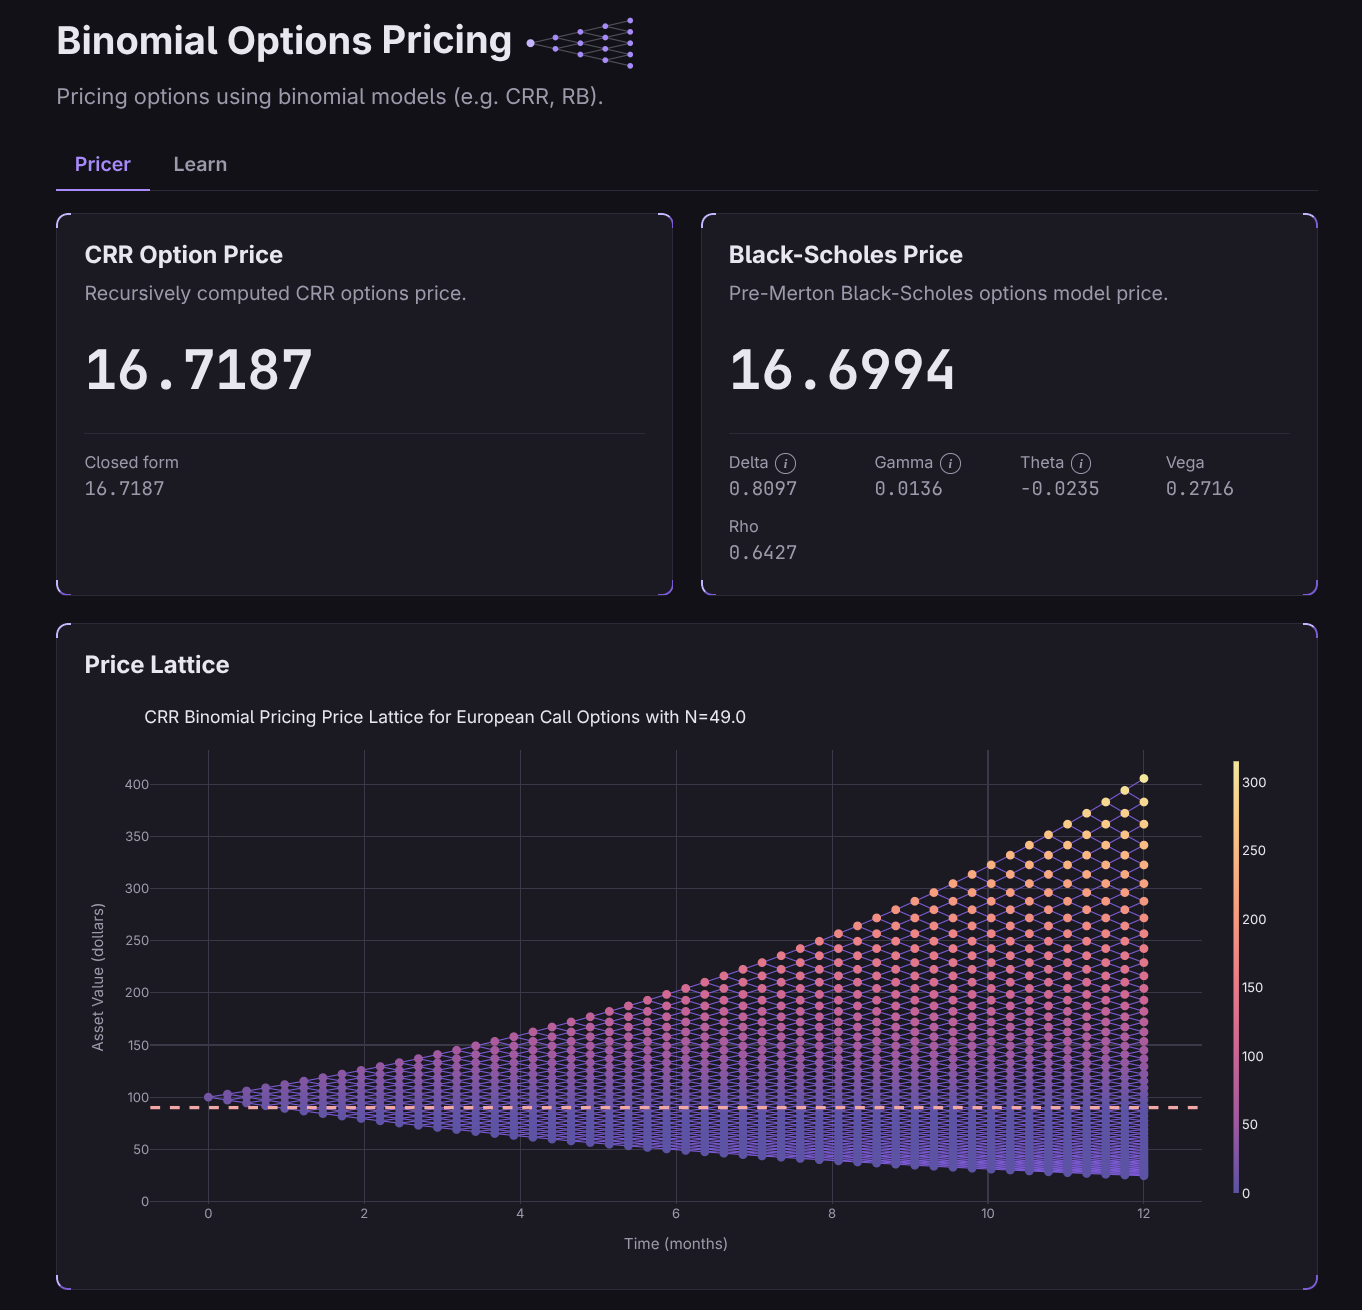 Binomial Options Pricing
Pricing options using binomial models (e.g. CRR, RB).
Pricer
Learn
CRR Option Price
Recursively computed CRR options price.
16.7187
Closed form
16.7187
Black-Scholes Price
Pre-Merton Black-Scholes options model price.
16.6994
Delta i
0.8097
Gamma i
0.0136
Theta i
-0.0235
Vega
0.2716
Rho
0.6427
Price Lattice
CRR Binomial Pricing Price Lattice for European Call Options with N=49.0
Asset Value (dollars)
400
350
300
250
200
150
100
50
0
0
2
4
6
8
10
12
Time (months)
300
250
200
150
100
50
0